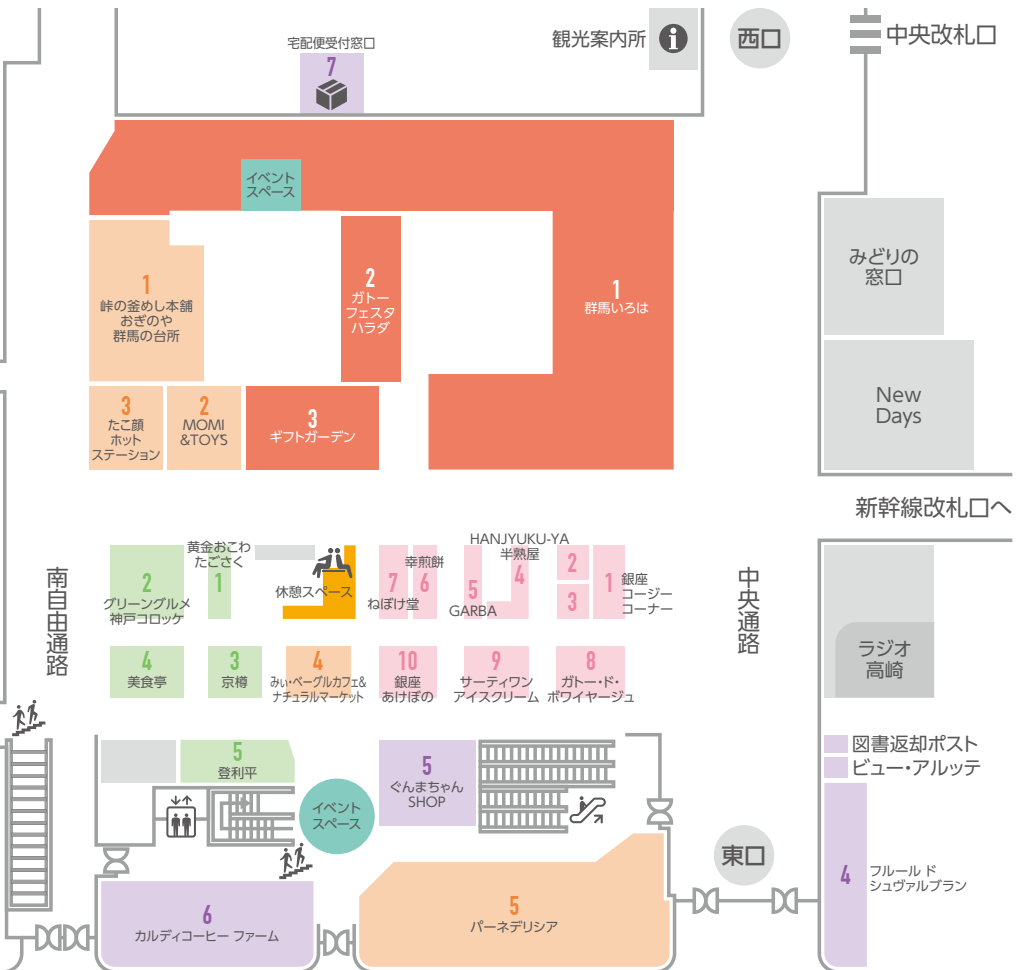 宅配便受付窓口
7
観光案内所
i
西口
中央改札口
イベント
スペース
1
峠の釜めし本舗
おぎのや
群馬の台所
2
ガトー
フェスタ
ハラダ
1
群馬いろは
みどりの
窓口
3
たこ顔
ホット
ステーション
2
MOMI
&TOY'S
3
ギフトガーデン
New
Days
新幹線改札口へ
南自由通路
2
グリーングルメ
神戸コロッケ
黄金おこわ
たごさく
1
休憩スペース
7
ねぼけ堂
幸煎餅
6
HANJYUKU-YA
半熟屋
5
GARBA
4
2
3
1
銀座
コージー
コーナー
中央通路
4
美食亭
3
京樽
4
みぃ・ベーグルカフェ&
ナチュラルマーケット
10
銀座
あけぼの
9
サーティワン
アイスクリーム
8
ガトー・ド・
ボワイヤージュ
ラジオ
高崎
5
登利平
イベント
スペース
5
ぐんまちゃん
SHOP
図書返却ポスト
ビュー・アルッテ
東口
4
フルール ド
シュヴァルブラン
6
カルディコーヒー ファーム
5
パーネデリシア